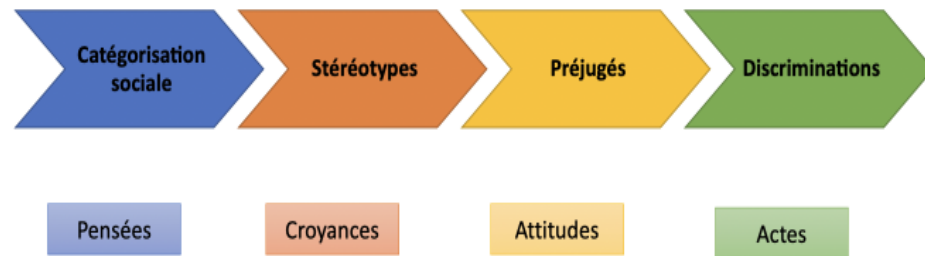 Catégorisation
sociale
Stéréotypes
Préjugés
Discriminations
Pensées
Croyances
Attitudes
Actes